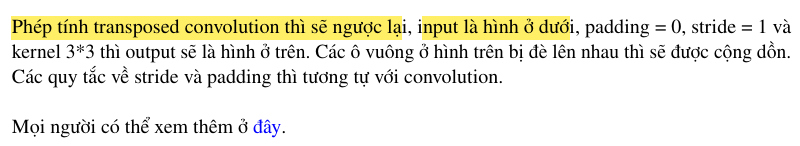 Phép tính transposed convolution thì sẽ ngược lại, input là hình ở dưới, padding = 0, stride = 1 và
kernel 3*3 thì output sẽ là hình ở trên. Các ô vuông ở hình trên bị đè lên nhau thì sẽ được cộng dồn.
Các quy tắc về stride và padding thì tương tự với convolution.
Mọi người có thể xem thêm ở đây.